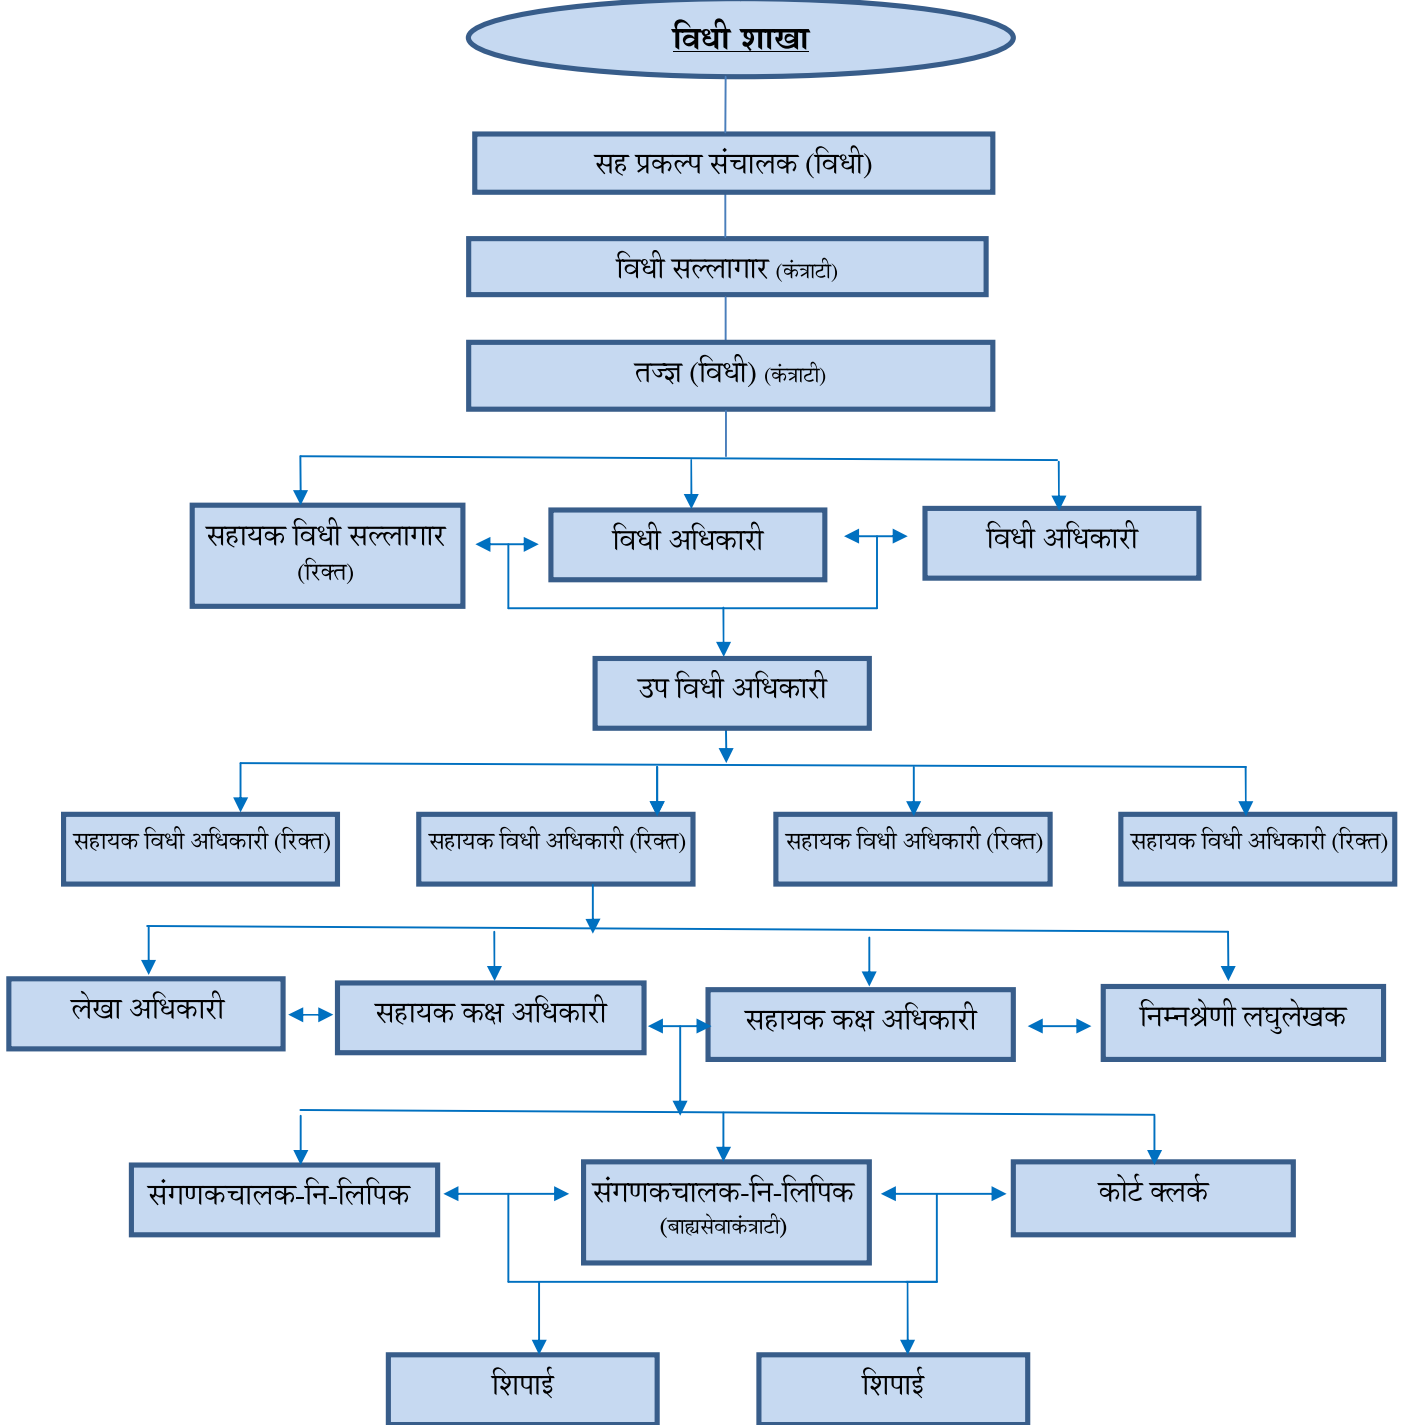 विधी शाखा
सह प्रकल्प संचालक (विधी)
विधी सल्लागार (कंत्राटी)
तज्ज्ञ (विधी) (कंत्राटी)
सहायक विधी सल्लागार
(रिक्त)
विधी अधिकारी
विधी अधिकारी
उप विधी अधिकारी
सहायक विधी अधिकारी (रिक्त)
सहायक विधी अधिकारी (रिक्त)
सहायक विधी अधिकारी (रिक्त)
सहायक विधी अधिकारी (रिक्त)
लेखा अधिकारी
सहायक कक्ष अधिकारी
सहायक कक्ष अधिकारी
निम्नश्रेणी लघुलेखक
संगणकचालक-नि-लिपिक
संगणकचालक-नि-लिपिक
(बाह्यसेवाकंत्राटी)
कोर्ट क्लर्क
शिपाई
शिपाई